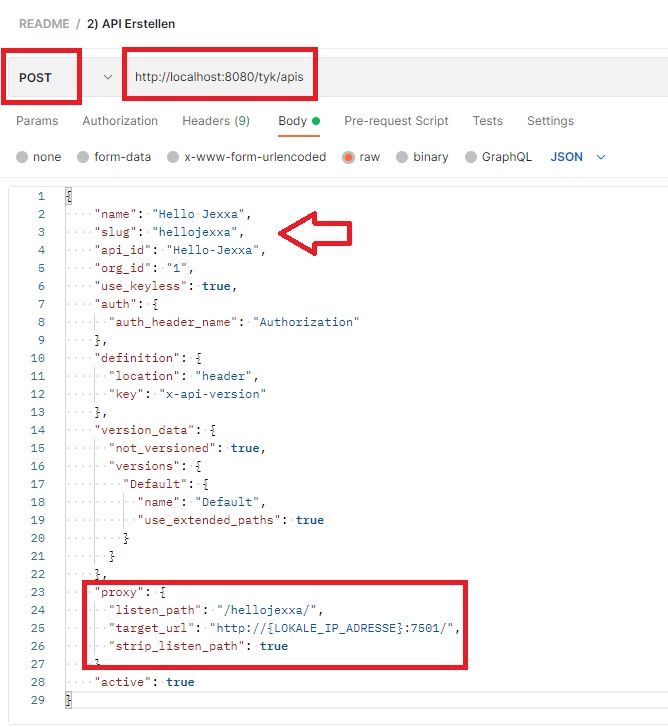 README / 2) API Erstellen
POST http://localhost:8080/tyk/apis
Params Authorization Headers (9) Body Pre-request Script Tests Settings
none form-data x-www-form-urlencoded raw binary GraphQL JSON
1 {
2 "name": "Hello Jexxa",
3 "slug": "hellojexxa",
4 "api_id": "Hello-Jexxa",
5 "org_id": "1",
6 "use_keyless": true,
7 "auth": {
8 "auth_header_name": "Authorization"
9 },
10 "definition": {
11 "location": "header",
12 "key": "x-api-version"
13 },
14 "version_data": {
15 "not_versioned": true,
16 "versions": {
17 "Default": {
18 "name": "Default",
19 "use_extended_paths": true
20 }
21 }
22 },
23 "proxy": {
24 "listen_path": "/hellojexxa/",
25 "target_url": "http://{LOKALE_IP_ADRESSE}:7501/",
26 "strip_listen_path": true
27 },
28 "active": true
29 }